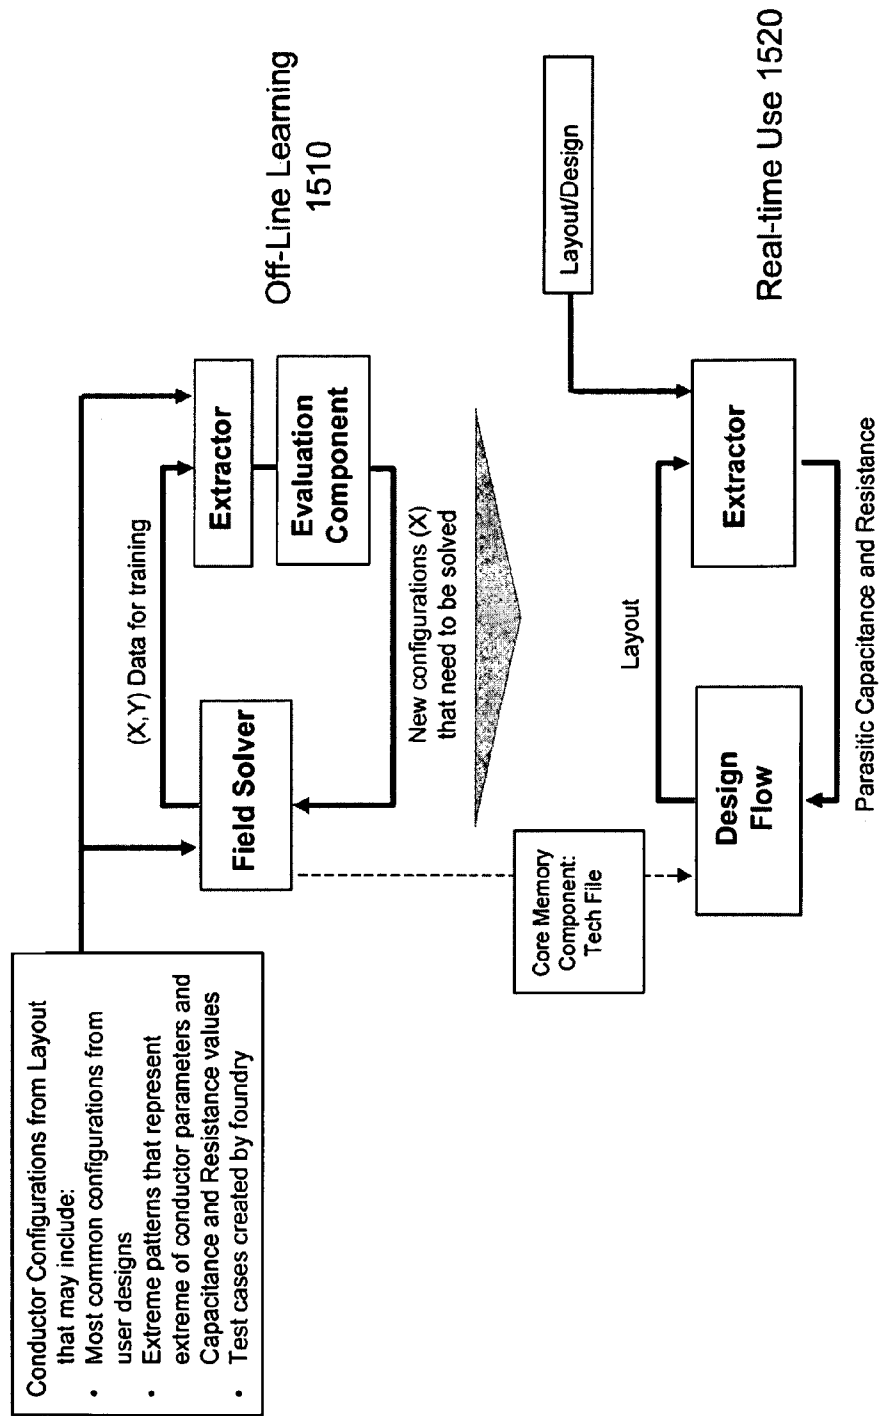 Conductor Configurations from Layout
that may include:
• Most common configurations from
user designs
• Extreme patterns that represent
extreme of conductor parameters and
Capacitance and Resistance values
• Test cases created by foundry
(X,Y) Data for training
Field Solver
Extractor
Evaluation
Component
New configurations (X)
that need to be solved
Off-Line Learning
1510
Core Memory
Component:
Tech File
Layout/Design
Layout
Design
Flow
Extractor
Parasitic Capacitance and Resistance
Real-time Use 1520